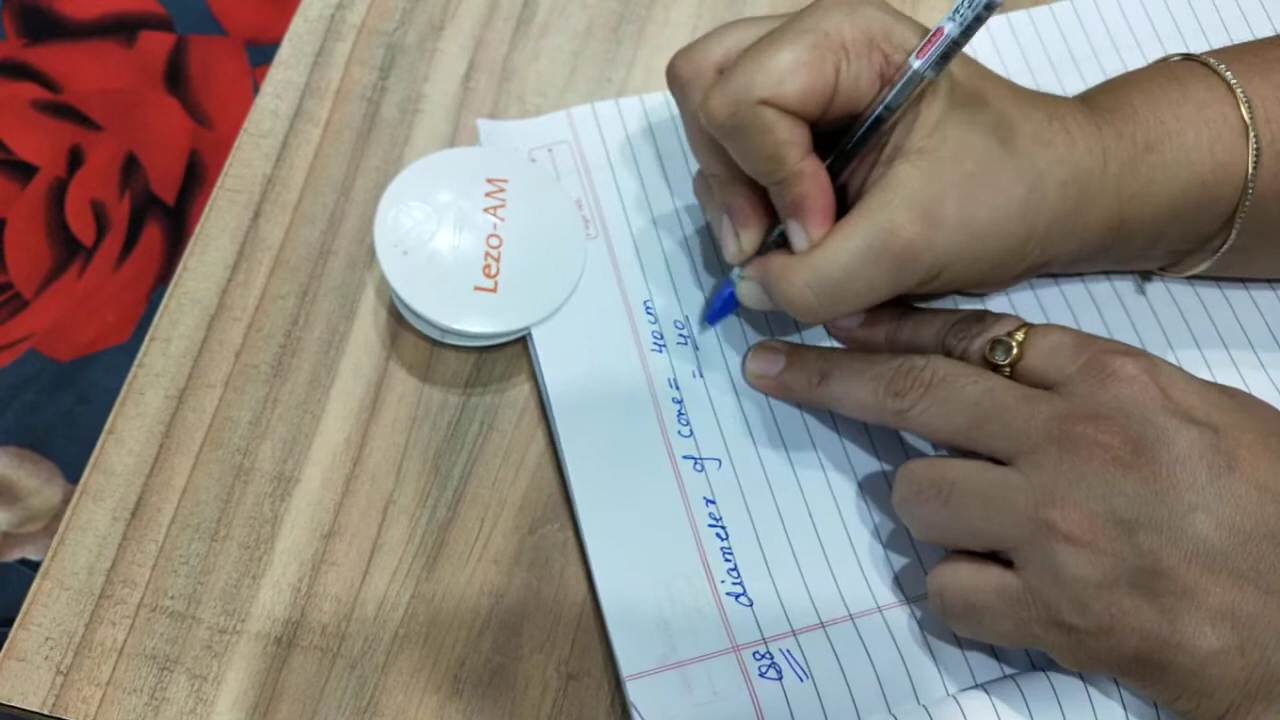 Lezo-AM
Q8 diameter of cone = 40 cm
= 40